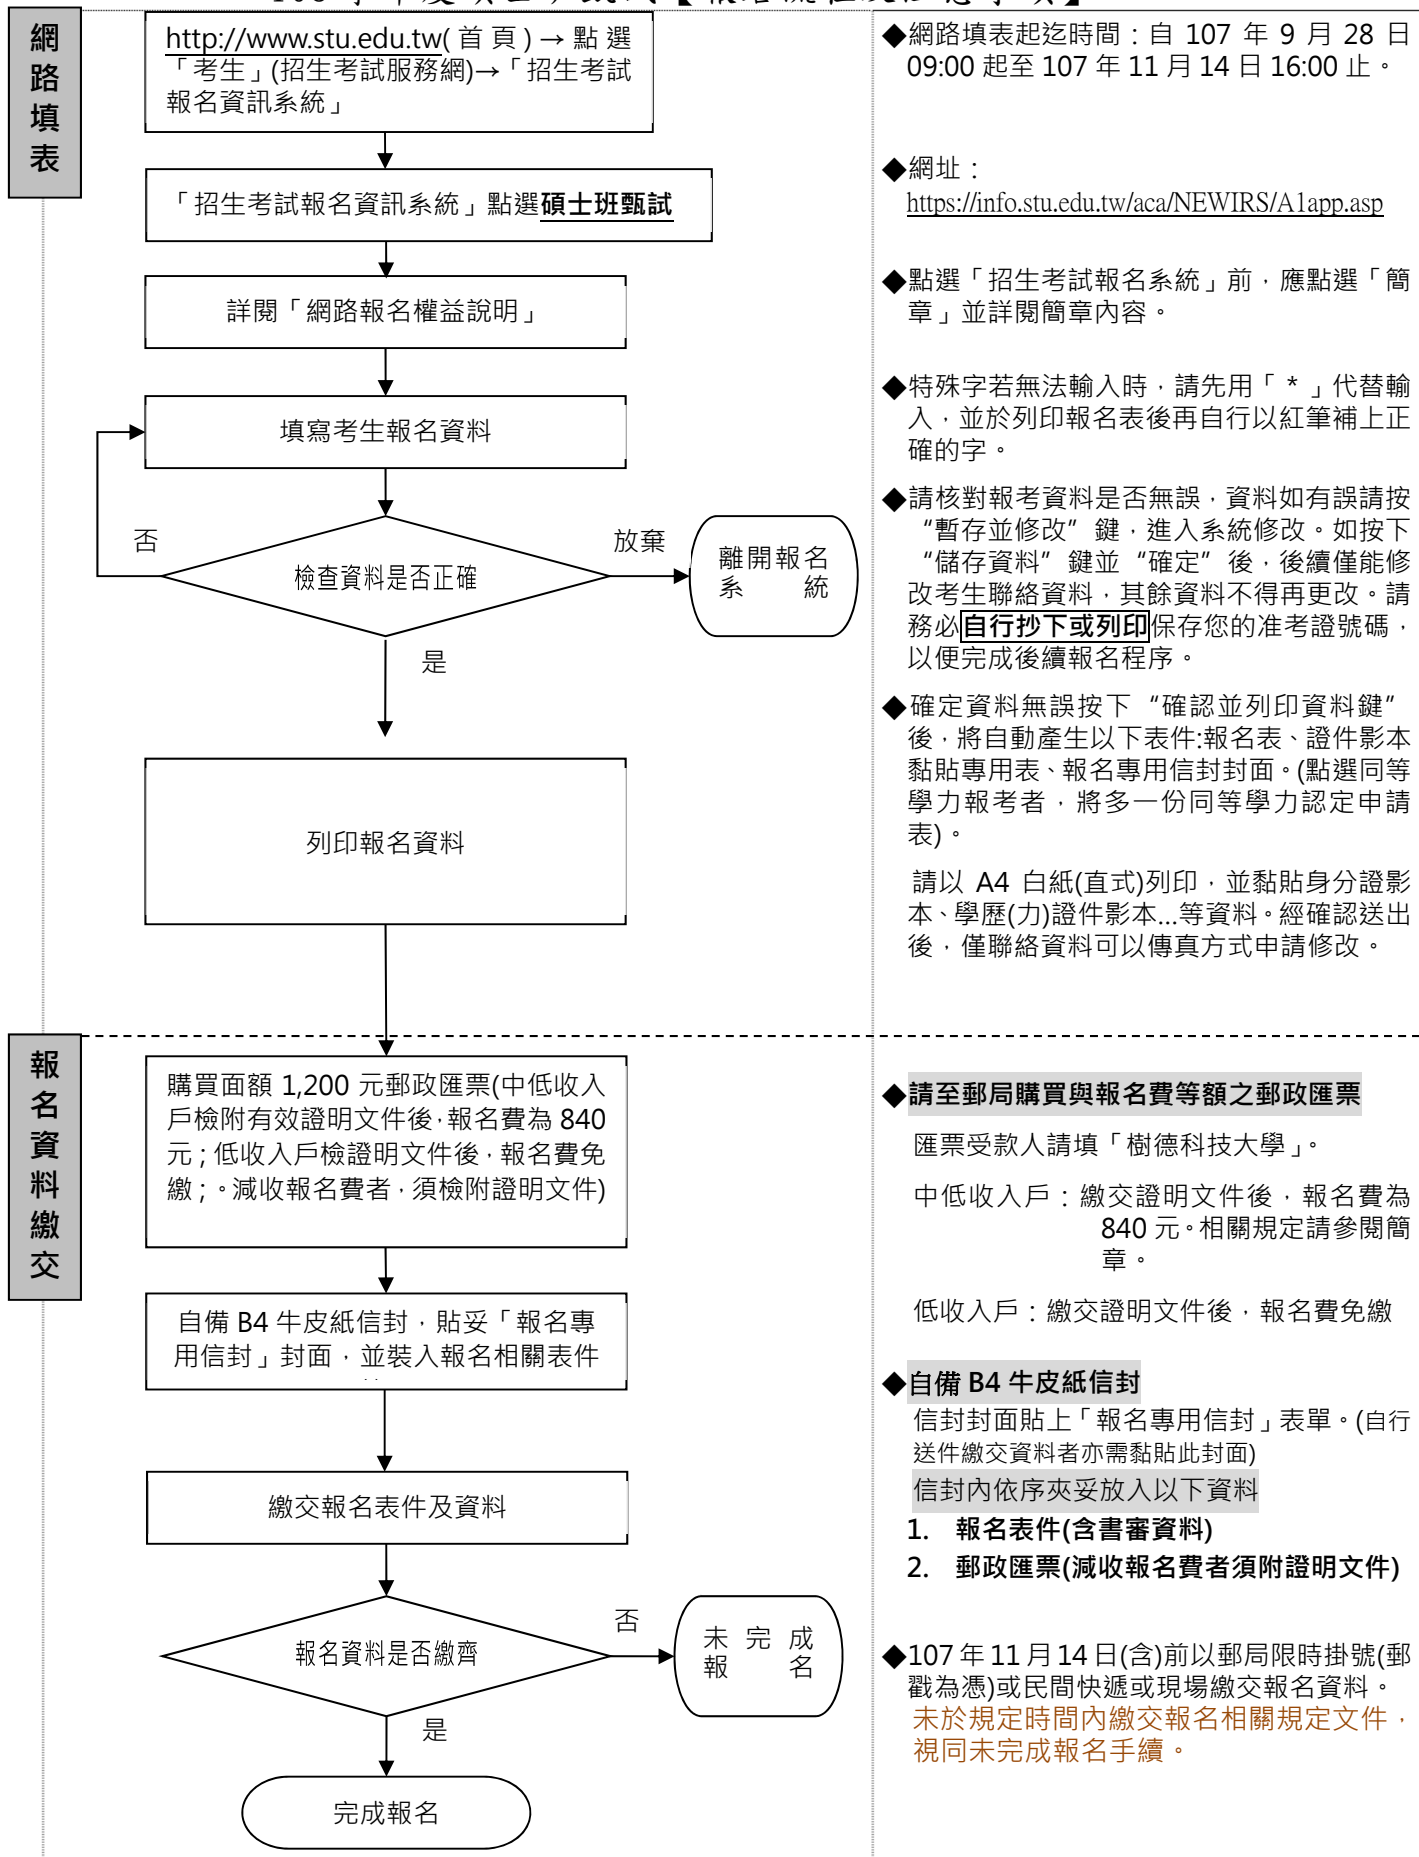 網
路
填
表
http://www.stu.edu.tw(首頁)→點選
「考生」(招生考試服務網)→「招生考試
報名資訊系統」
「招生考試報名資訊系統」點選碩士班甄試
詳閱「網路報名權益說明」
填寫考生報名資料
否
檢查資料是否正確
放棄
離開報名
系統
是
列印報名資料
◆網路填表起迄時間：自 107 年 9 月 28 日
09:00 起至 107 年 11 月 14 日 16:00 止。
◆網址：
https://info.stu.edu.tw/aca/NEWIRS/A1app.asp
◆點選「招生考試報名系統」前，應點選「簡
章」並詳閱簡章內容。
◆特殊字若無法輸入時，請先用「 * 」代替輸
入，並於列印報名表後再自行以紅筆補上正
確的字。
◆請核對報考資料是否無誤，資料如有誤請按
“暫存並修改”鍵，進入系統修改。如按下
“儲存資料”鍵並“確定”後，後續僅能修
改考生聯絡資料，其餘資料不得再更改。請
務必自行抄下或列印保存您的准考證號碼，
以便完成後續報名程序。
◆確定資料無誤按下“確認並列印資料鍵”
後，將自動產生以下表件:報名表、證件影本
黏貼專用表、報名專用信封封面。(點選同等
學力報考者，將多一份同等學力認定申請
表)。
請以 A4 白紙(直式)列印，並黏貼身分證影
本、學歷(力)證件影本...等資料。經確認送出
後，僅聯絡資料可以傳真方式申請修改。
報
名
資
料
繳
交
購買面額 1,200 元郵政匯票(中低收入
戶檢附有效證明文件後，報名費為 840
元；低收入戶檢證明文件後，報名費免
繳；。減收報名費者，須檢附證明文件)
自備 B4 牛皮紙信封，貼妥「報名專
用信封」封面，並裝入報名相關表件
繳交報名表件及資料
報名資料是否繳齊
否
未完成
報名
是
完成報名
◆請至郵局購買與報名費等額之郵政匯票
匯票受款人請填「樹德科技大學」。
中低收入戶：繳交證明文件後，報名費為
840 元。相關規定請參閱簡
章。
低收入戶：繳交證明文件後，報名費免繳
◆自備 B4 牛皮紙信封
信封封面貼上「報名專用信封」表單。(自行
送件繳交資料者亦需黏貼此封面)
信封內依序夾妥放入以下資料
1. 報名表件(含書審資料)
2. 郵政匯票(減收報名費者須附證明文件)
◆107 年 11 月 14 日(含)前以郵局限時掛號(郵
戳為憑)或民間快遞或現場繳交報名資料。
未於規定時間內繳交報名相關規定文件，
視同未完成報名手續。